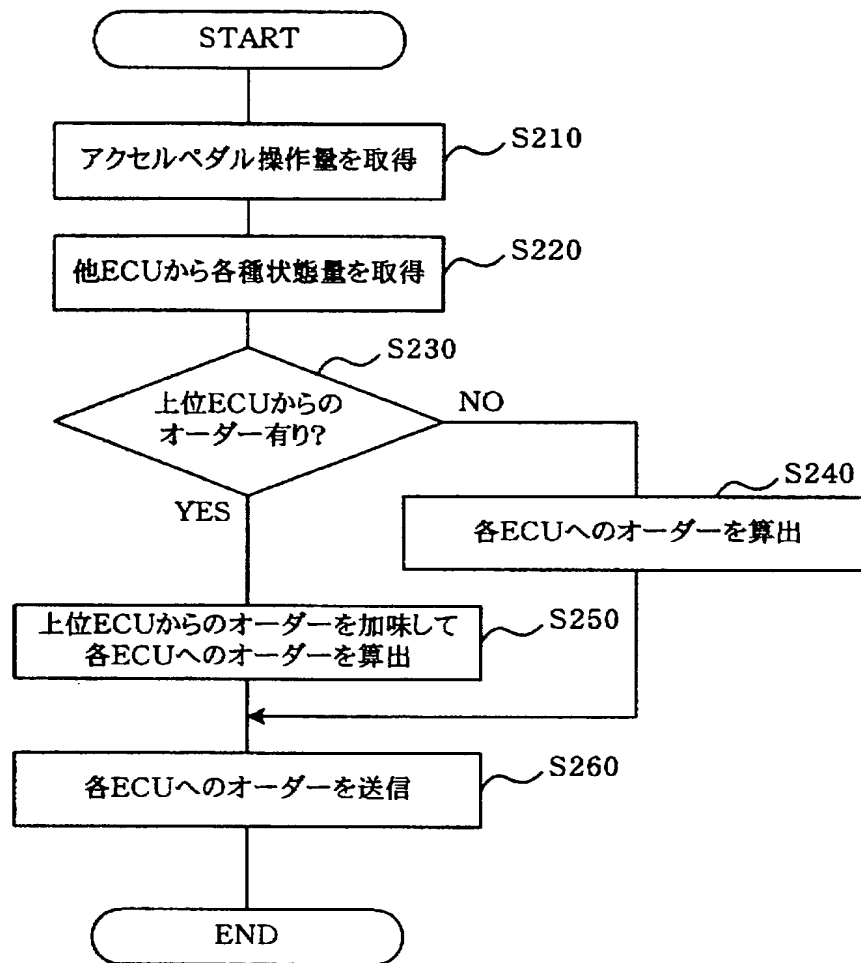 START
アクセルペダル操作量を取得
S210
他ECUから各種状態量を取得
S220
S230
上位ECUからの
オーダー有り?
NO
YES
S240
各ECUへのオーダーを算出
上位ECUからのオーダーを加味して
各ECUへのオーダーを算出
S250
各ECUへのオーダーを送信
S260
END